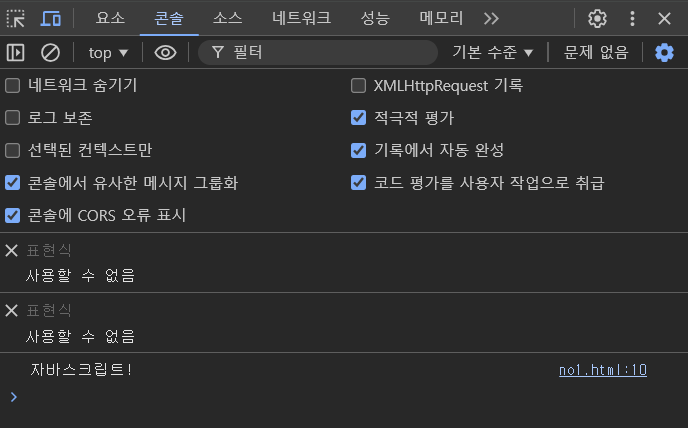 요소 콘솔 소스 네트워크 성능 메모리
top 필터 기본 수준 문제 없음
네트워크 숨기기 XMLHttpRequest 기록
로그 보존 적극적 평가
선택된 컨텍스트만 기록에서 자동 완성
콘솔에서 유사한 메시지 그룹화 코드 평가를 사용자 작업으로 취급
콘솔에 CORS 오류 표시
표현식
사용할 수 없음
표현식
사용할 수 없음
자바스크립트! no1.html:10